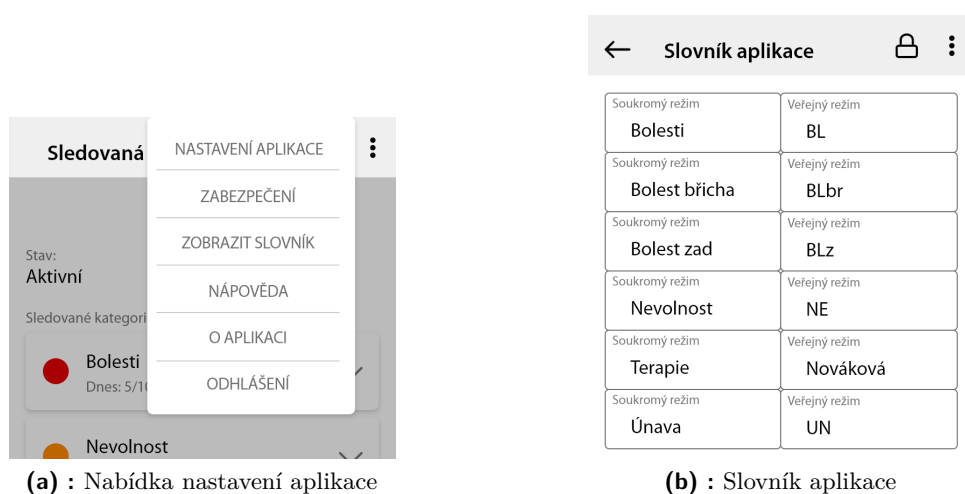 Sledovaná
NASTAVENÍ APLIKACE
ZABEZPEČENÍ
ZOBRAZIT SLOVNÍK
NÁPOVĚDA
O APLIKACI
ODHLÁŠENÍ
Stav:
Aktivní
Sledované kategori
Bolesti
Dnes: 5/10
Nevolnost
(a) : Nabídka nastavení aplikace
Slovník aplikace
Soukromý režim Veřejný režim
Bolesti BL
Soukromý režim Veřejný režim
Bolest břicha BLbr
Soukromý režim Veřejný režim
Bolest zad BLz
Soukromý režim Veřejný režim
Nevolnost NE
Soukromý režim Veřejný režim
Terapie Nováková
Soukromý režim Veřejný režim
Únava UN
(b) : Slovník aplikace